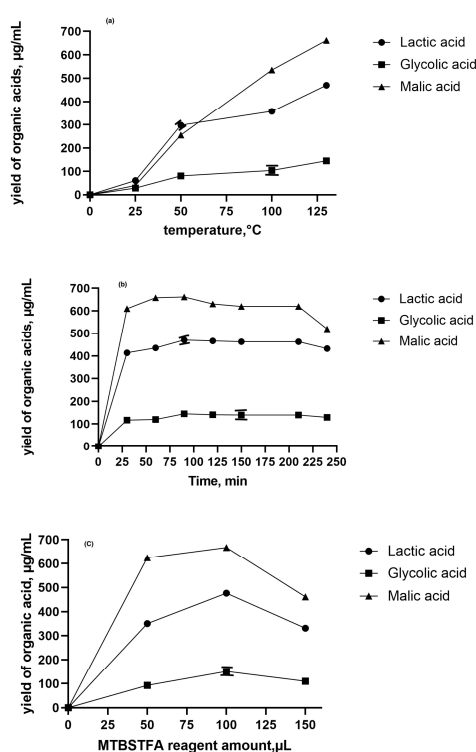 (a)
yield of organic acids, µg/mL
700
600
500
400
300
200
100
0
0 25 50 75 100 125
temperature,°C
Lactic acid
Glycolic acid
Malic acid
(b)
yield of organic acids, µg/mL
700
600
500
400
300
200
100
0
0 25 50 75 100 125 150 175 200 225 250
Time, min
Lactic acid
Glycolic acid
Malic acid
(C)
yield of organic acid, µg/mL
700
600
500
400
300
200
100
0
0 50 100 150
MTBSTFA reagent amount,µL
Lactic acid
Glycolic acid
Malic acid